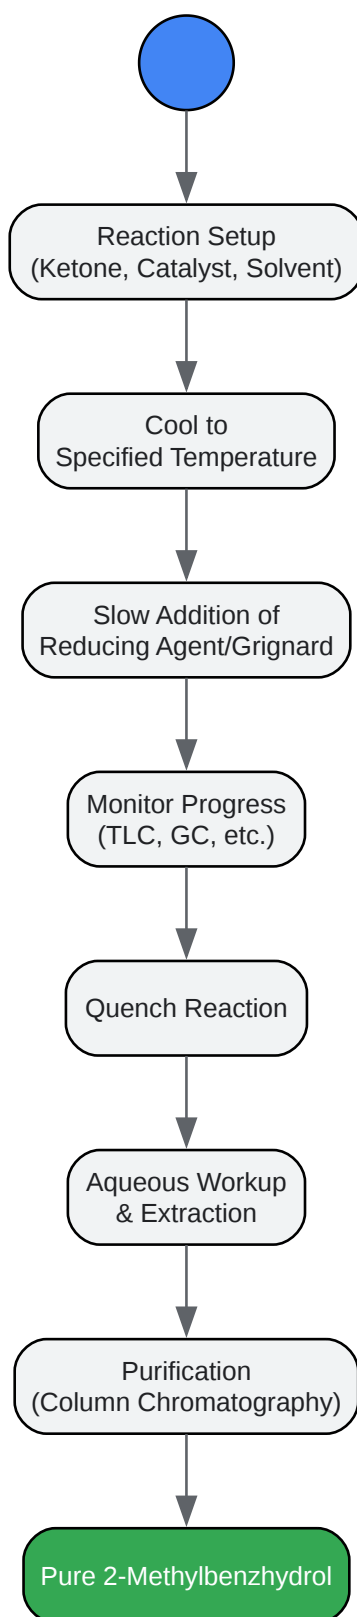 Reaction Setup
(Ketone, Catalyst, Solvent)
Cool to
Specified Temperature
Slow Addition of
Reducing Agent/Grignard
Monitor Progress
(TLC, GC, etc.)
Quench Reaction
Aqueous Workup
& Extraction
Purification
(Column Chromatography)
Pure 2-Methylbenzhydrol